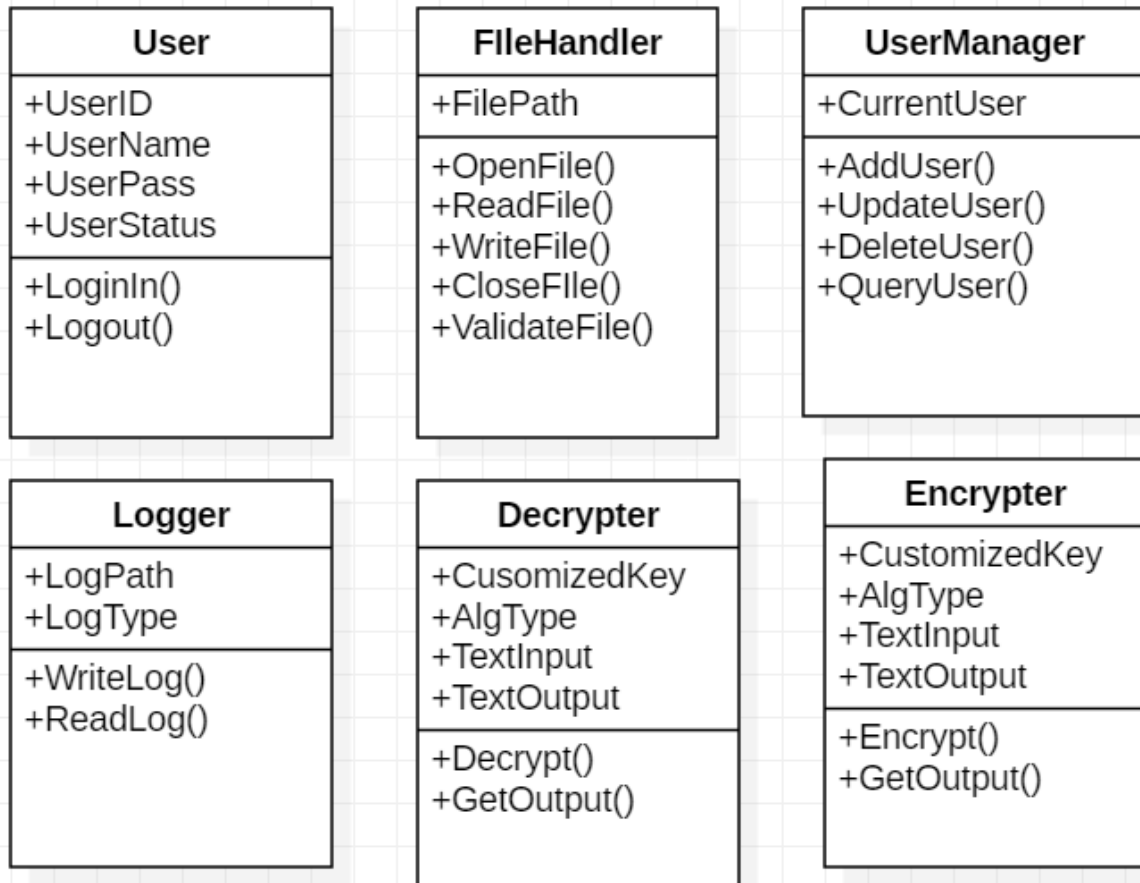 User
+UserID
+UserName
+UserPass
+UserStatus
+LoginIn()
+Logout()
FIleHandler
+FilePath
+OpenFile()
+ReadFile()
+WriteFile()
+CloseFIle()
+ValidateFile()
UserManager
+CurrentUser
+AddUser()
+UpdateUser()
+DeleteUser()
+QueryUser()
Logger
+LogPath
+LogType
+WriteLog()
+ReadLog()
Decrypter
+CusomizedKey
+AlgType
+TextInput
+TextOutput
+Decrypt()
+GetOutput()
Encrypter
+CustomizedKey
+AlgType
+TextInput
+TextOutput
+Encrypt()
+GetOutput()